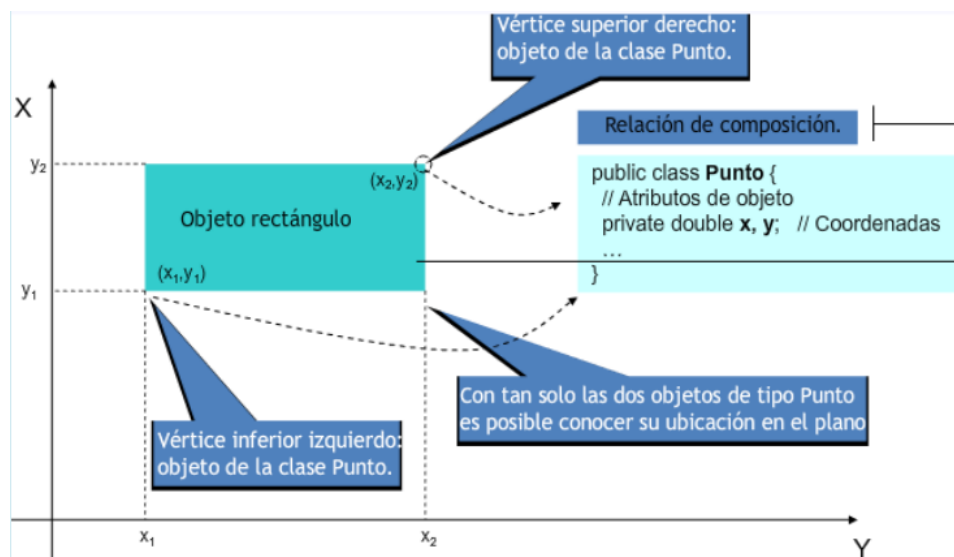 Vértice superior derecho:
objeto de la clase Punto.
X
Relación de composición.
y₂
(x₂,y₂)
public class Punto {
// Atributos de objeto
private double x, y;   // Coordenadas
...
}
Objeto rectángulo
(x₁,y₁)
y₁
Con tan solo las dos objetos de tipo Punto
es posible conocer su ubicación en el plano
Vértice inferior izquierdo:
objeto de la clase Punto.
x₁
x₂
Y